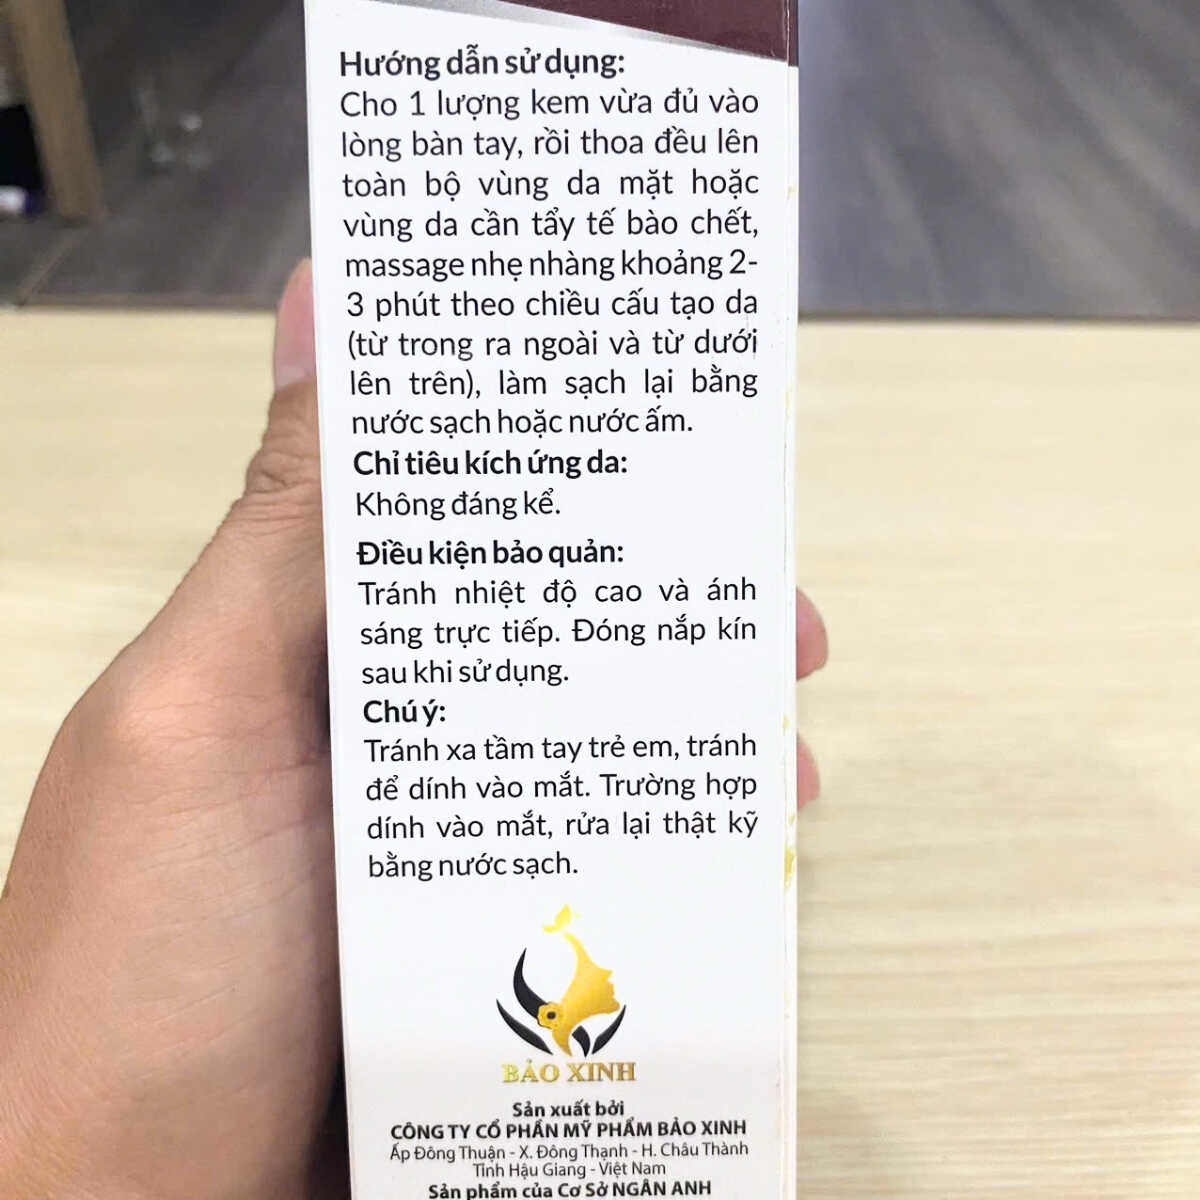 Hướng dẫn sử dụng:
Cho 1 lượng kem vừa đủ vào
lòng bàn tay, rồi thoa đều lên
toàn bộ vùng da mặt hoặc
vùng da cần tẩy tế bào chết,
massage nhẹ nhàng khoảng 2-
3 phút theo chiều cấu tạo da
(từ trong ra ngoài và từ dưới
lên trên), làm sạch lại bằng
nước sạch hoặc nước ấm.
Chỉ tiêu kích ứng da:
Không đáng kể.
Điều kiện bảo quản:
Tránh nhiệt độ cao và ánh
sáng trực tiếp. Đóng nắp kín
sau khi sử dụng.
Chú ý:
Tránh xa tầm tay trẻ em, tránh
để dính vào mắt. Trường hợp
dính vào mắt, rửa lại thật kỹ
bằng nước sạch.
BẢO XINH
Sản xuất bởi
CÔNG TY CỔ PHẦN MỸ PHẨM BẢO XINH
Ấp Đông Thuận - X. Đông Thạnh - H. Châu Thành
Tỉnh Hậu Giang - Việt Nam
Sản phẩm của Cơ Sở NGÂN ANH